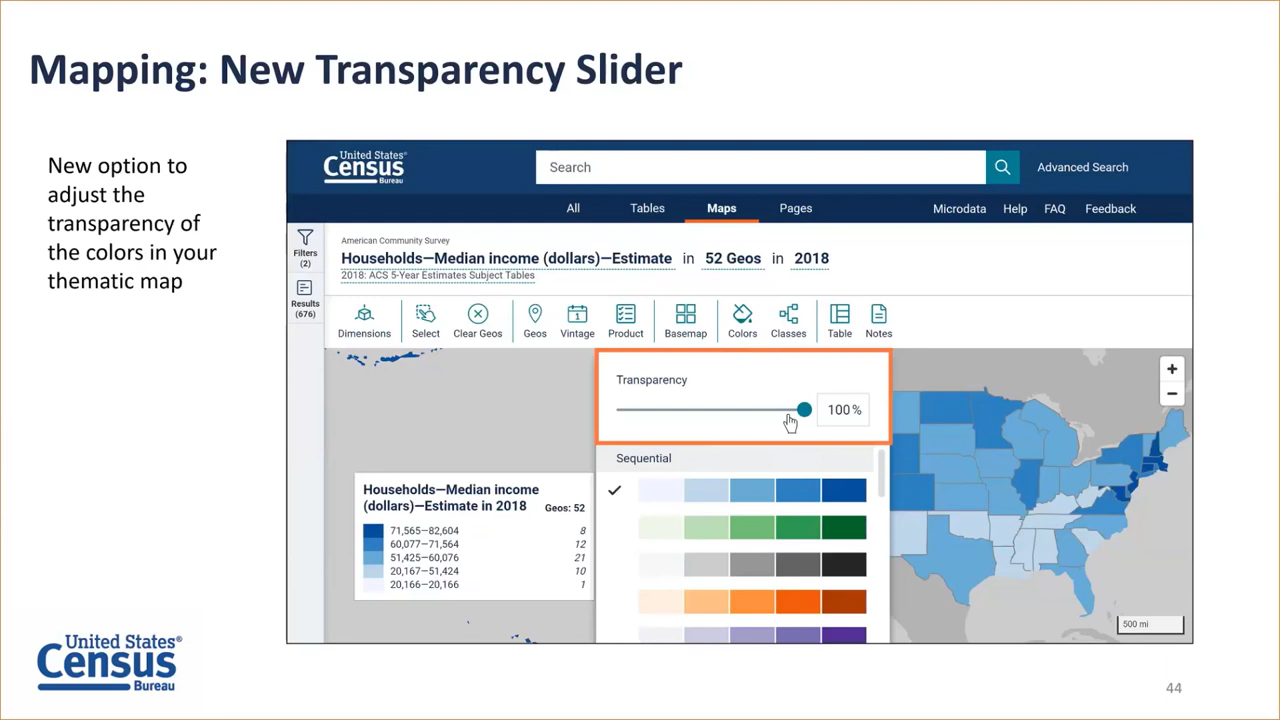 Mapping: New Transparency Slider
New option to
adjust the
transparency of
the colors in your
thematic map
United States®
Census
Bureau
Search
Advanced Search
All
Tables
Maps
Pages
Microdata
Help
FAQ
Feedback
Filters
(2)
Results
(676)
American Community Survey
Households—Median income (dollars)—Estimate in 52 Geos in 2018
2018: ACS 5-Year Estimates Subject Tables
Dimensions
Select
Clear Geos
Geos
1
Vintage
Product
Basemap
Colors
Classes
Table
Notes
Transparency
100%
Sequential
+
−
Households—Median income
(dollars)—Estimate in 2018 Geos: 52
71,565—82,604 8
60,077—71,564 12
51,425—60,076 21
20,167—51,424 10
20,166—20,166 1
500 mi
United States®
Census
Bureau
44